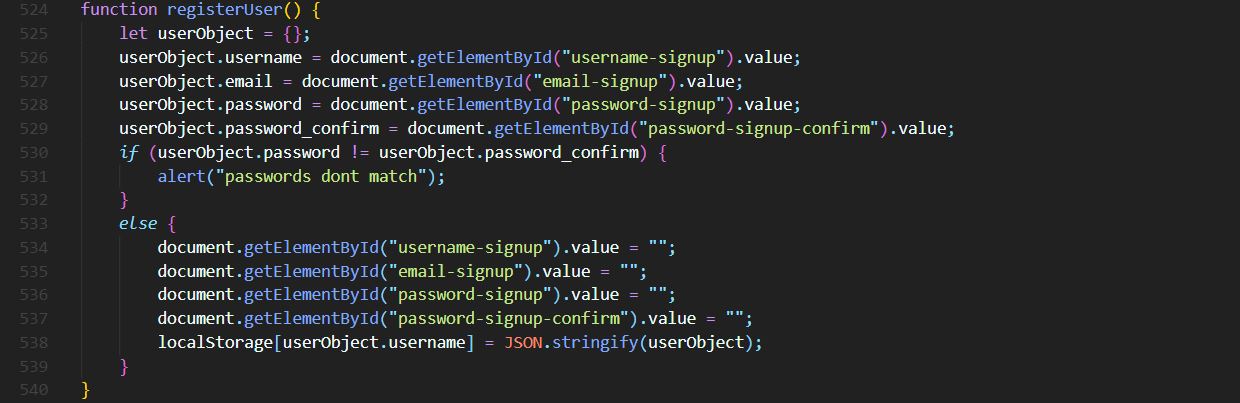 524 function registerUser() {
525 let userObject = {};
526 userObject.username = document.getElementById("username-signup").value;
527 userObject.email = document.getElementById("email-signup").value;
528 userObject.password = document.getElementById("password-signup").value;
529 userObject.password_confirm = document.getElementById("password-signup-confirm").value;
530 if (userObject.password != userObject.password_confirm) {
531 alert("passwords dont match");
532 }
533 else {
534 document.getElementById("username-signup").value = "";
535 document.getElementById("email-signup").value = "";
536 document.getElementById("password-signup").value = "";
537 document.getElementById("password-signup-confirm").value = "";
538 localStorage[userObject.username] = JSON.stringify(userObject);
539 }
540 }